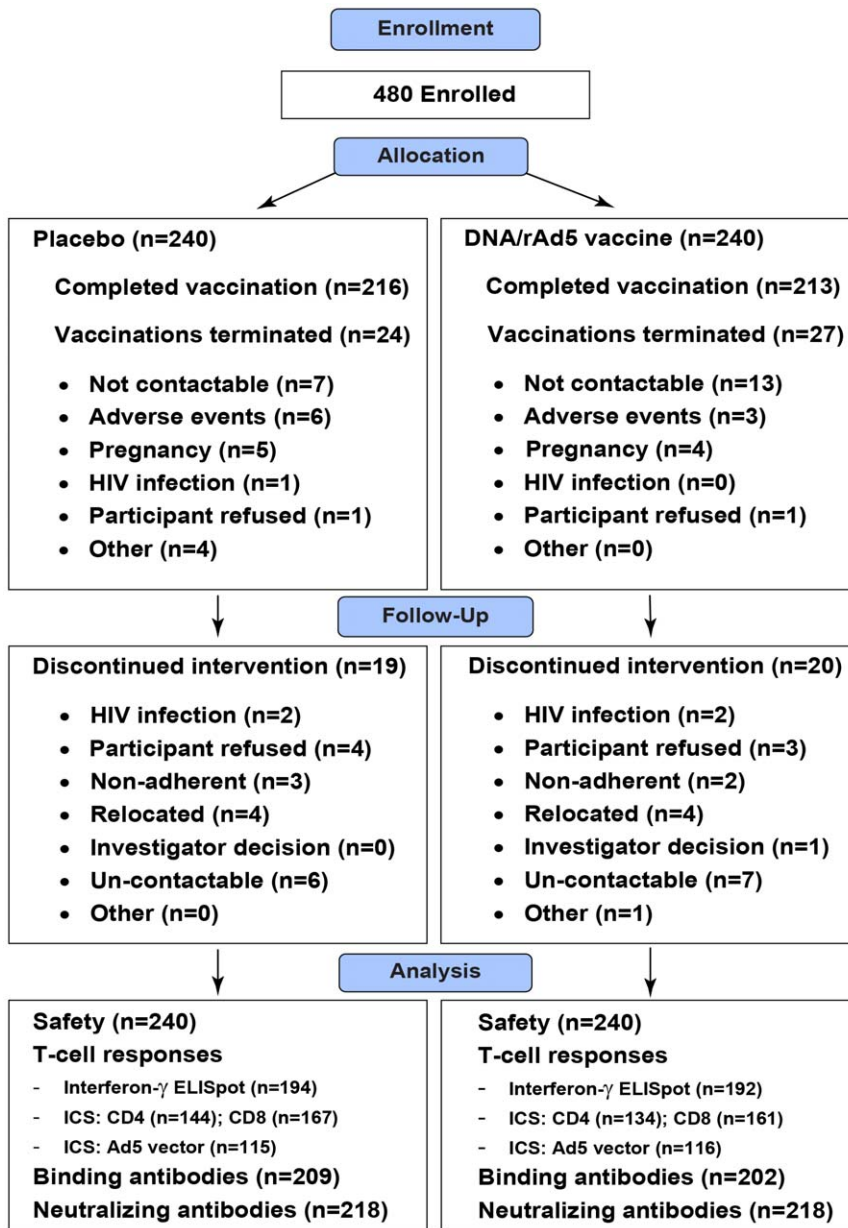 Enrollment
480 Enrolled
Allocation
Placebo (n=240)
Completed vaccination (n=216)
Vaccinations terminated (n=24)
• Not contactable (n=7)
• Adverse events (n=6)
• Pregnancy (n=5)
• HIV infection (n=1)
• Participant refused (n=1)
• Other (n=4)
DNA/rAd5 vaccine (n=240)
Completed vaccination (n=213)
Vaccinations terminated (n=27)
• Not contactable (n=13)
• Adverse events (n=3)
• Pregnancy (n=4)
• HIV infection (n=0)
• Participant refused (n=1)
• Other (n=0)
Follow-Up
Discontinued intervention (n=19)
• HIV infection (n=2)
• Participant refused (n=4)
• Non-adherent (n=3)
• Relocated (n=4)
• Investigator decision (n=0)
• Un-contactable (n=6)
• Other (n=0)
Discontinued intervention (n=20)
• HIV infection (n=2)
• Participant refused (n=3)
• Non-adherent (n=2)
• Relocated (n=4)
• Investigator decision (n=1)
• Un-contactable (n=7)
• Other (n=1)
Analysis
Safety (n=240)
T-cell responses
- Interferon-γ ELISpot (n=194)
- ICS: CD4 (n=144); CD8 (n=167)
- ICS: Ad5 vector (n=115)
Binding antibodies (n=209)
Neutralizing antibodies (n=218)
Safety (n=240)
T-cell responses
- Interferon-γ ELISpot (n=192)
- ICS: CD4 (n=134); CD8 (n=161)
- ICS: Ad5 vector (n=116)
Binding antibodies (n=202)
Neutralizing antibodies (n=218)